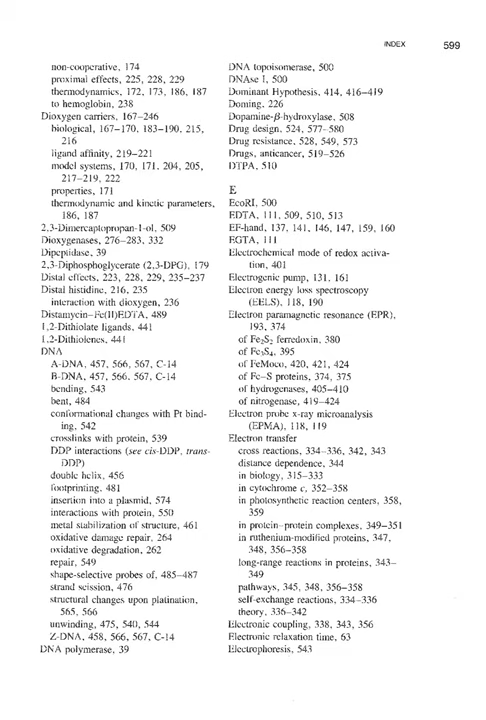 INDEX 599
non-cooperative, 174
proximal effects, 225, 228, 229
thermodynamics, 172, 173, 186, 187
to hemoglobin, 238
Dioxygen carriers, 167–246
biological, 167–170, 183–190, 215,
216
ligand affinity, 219–221
model systems, 170, 171, 204, 205,
217–219, 222
properties, 171
thermodynamic and kinetic parameters,
186, 187
2,3-Dimercaptopropan-1-ol, 509
Dioxygenases, 276–283, 332
Dipeptidase, 39
2,3-Diphosphoglycerate (2,3-DPG), 179
Distal effects, 223, 228, 229, 235–237
Distal histidine, 216, 235
interaction with dioxygen, 236
Distamycin–Fe(II)EDTA, 489
1,2-Dithiolate ligands, 441
1,2-Dithiolenes, 441
DNA
A-DNA, 457, 566, 567, C-14
B-DNA, 457, 566, 567, C-14
bending, 543
bent, 484
conformational changes with Pt bind-
ing, 542
crosslinks with protein, 539
DDP interactions (see cis-DDP, trans-
DDP)
double helix, 456
footprinting, 481
insertion into a plasmid, 574
interactions with protein, 550
metal stabilization of structure, 461
oxidative damage repair, 264
oxidative degradation, 262
repair, 549
shape-selective probes of, 485–487
strand scission, 476
structural changes upon platination,
565, 566
unwinding, 475, 540, 544
Z-DNA, 458, 566, 567, C-14
DNA polymerase, 39
DNA topoisomerase, 500
DNAse I, 500
Dominant Hypothesis, 414, 416–419
Doming, 226
Dopamine-β-hydroxylase, 508
Drug design, 524, 577–580
Drug resistance, 528, 549, 573
Drugs, anticancer, 519–526
DTPA, 510
E
EcoRI, 500
EDTA, 111, 509, 510, 513
EF-hand, 137, 141, 146, 147, 159, 160
EGTA, 111
Electrochemical mode of redox activa-
tion, 401
Electrogenic pump, 131, 161
Electron energy loss spectroscopy
(EELS), 118, 190
Electron paramagnetic resonance (EPR),
193, 374
of Fe₂S₂ ferredoxin, 380
of Fe₃S₄, 395
of FeMoco, 420, 421, 424
of Fe–S proteins, 374, 375
of hydrogenases, 405–410
of nitrogenase, 419–424
Electron probe x-ray microanalysis
(EPMA), 118, 119
Electron transfer
cross reactions, 334–336, 342, 343
distance dependence, 344
in biology, 315–333
in cytochrome c, 352–358
in photosynthetic reaction centers, 358,
359
in protein–protein complexes, 349–351
in ruthenium-modified proteins, 347,
348, 356–358
long-range reactions in proteins, 343–
349
pathways, 345, 348, 356–358
self-exchange reactions, 334–336
theory, 336–342
Electronic coupling, 338, 343, 356
Electronic relaxation time, 63
Electrophoresis, 543